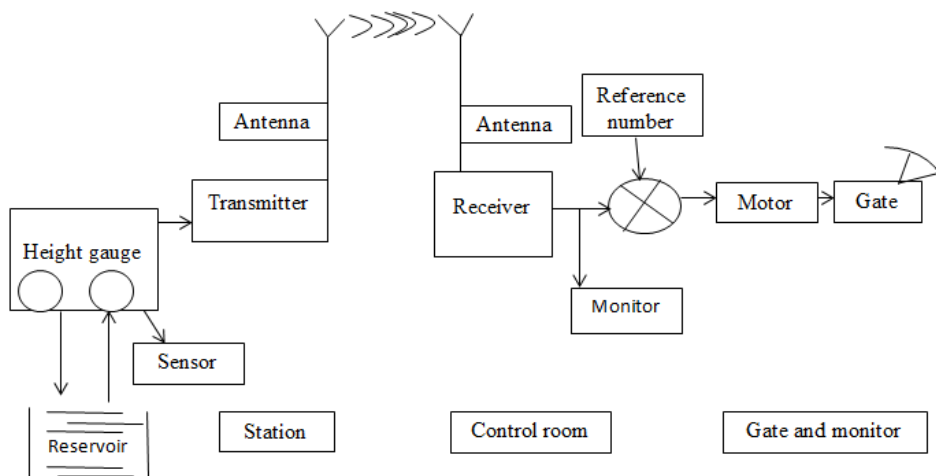 Antenna
Antenna
Reference
number
Transmitter
Receiver
Motor
Gate
Height gauge
Monitor
Sensor
Reservoir
Station
Control room
Gate and monitor